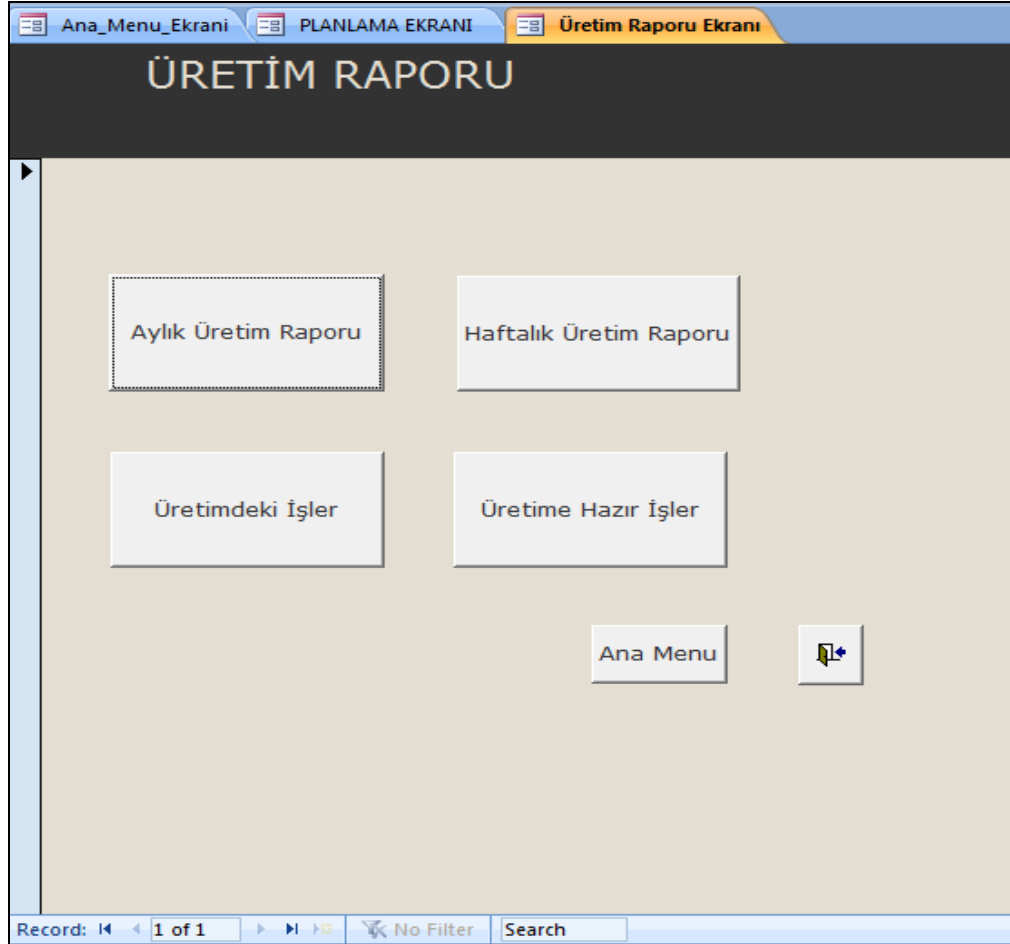 Ana_Menu_Ekrani PLANLAMA EKRANI Üretim Raporu Ekranı
ÜRETİM RAPORU
Aylık Üretim Raporu Haftalık Üretim Raporu
Üretimdeki İşler Üretime Hazır İşler
Ana Menu
Record: 1 of 1 No Filter Search